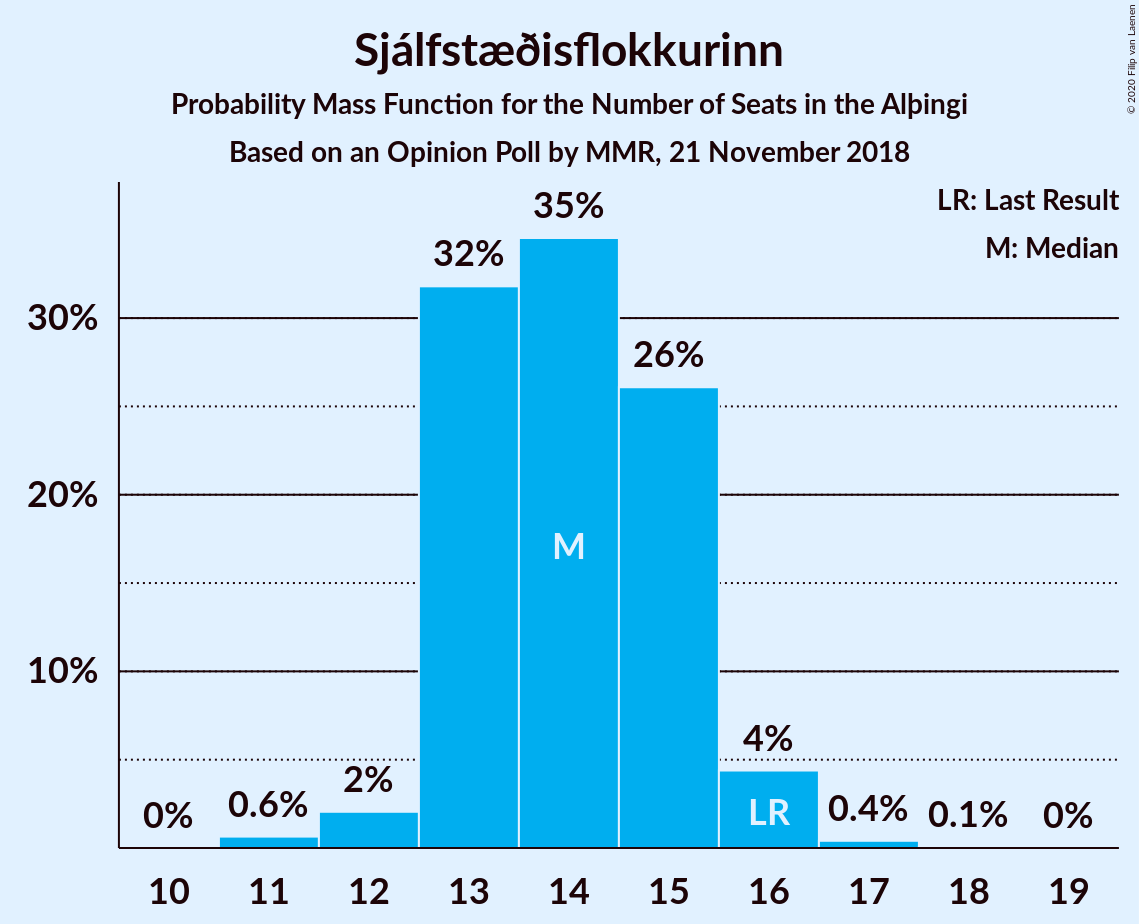 Sjálfstæðisflokkurinn
Probability Mass Function for the Number of Seats in the Alþingi
Based on an Opinion Poll by MMR, 21 November 2018
© 2020 Filip van Laenen
LR: Last Result
M: Median
30%
20%
10%
0%
0.6%
2%
32%
35%
26%
4%
0.4%
0.1%
0%
M
LR
10 11 12 13 14 15 16 17 18 19